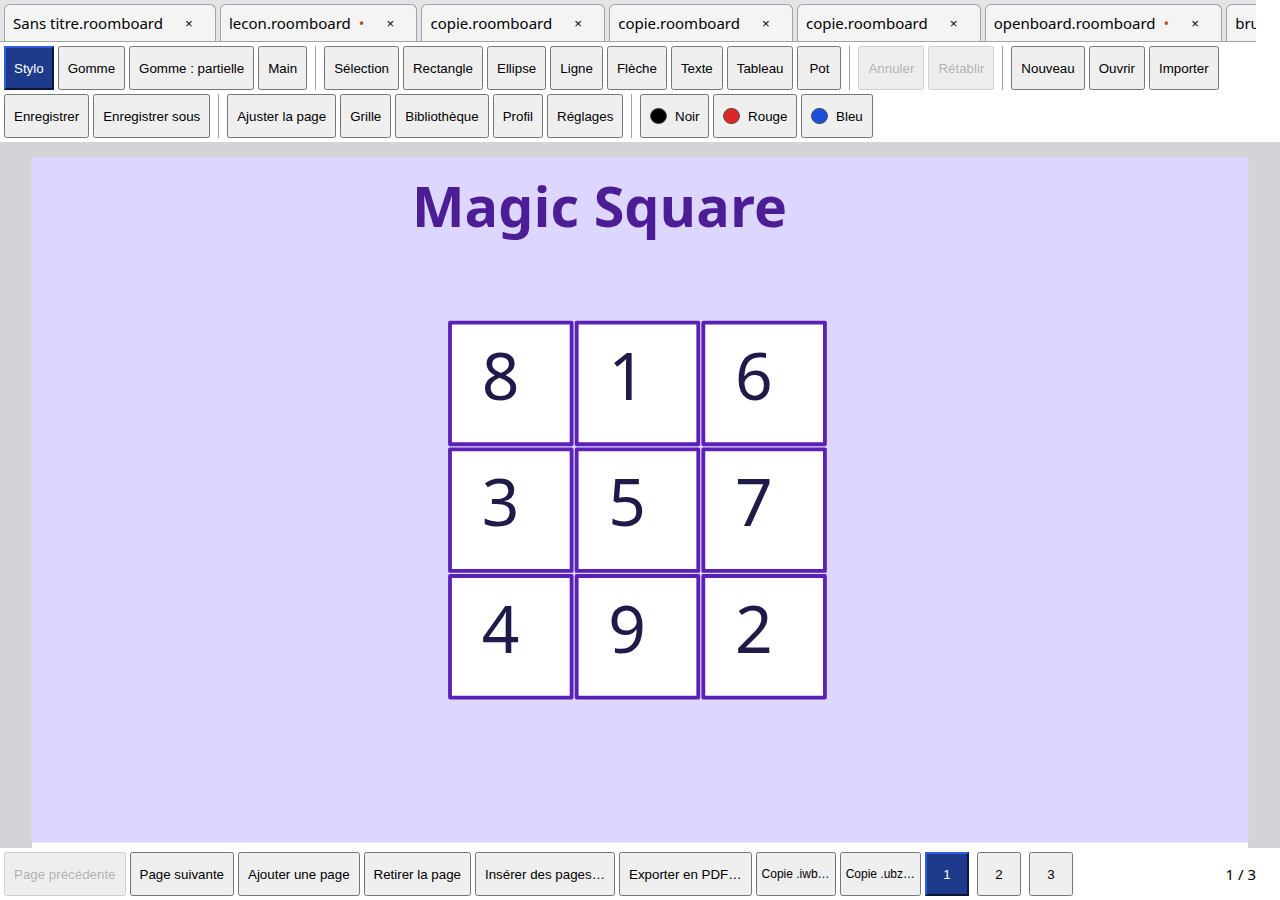 Sans titre.roomboard × lecon.roomboard • × copie.roomboard × copie.roomboard × copie.roomboard × openboard.roomboard • ×
Stylo Gomme Gomme : partielle Main Sélection Rectangle Ellipse Ligne Flèche Texte Tableau Pot Annuler Rétablir Nouveau Ouvrir Importer
Enregistrer Enregistrer sous Ajuster la page Grille Bibliothèque Profil Réglages Noir Rouge Bleu
Magic Square
8 1 6
3 5 7
4 9 2
Page précédente Page suivante Ajouter une page Retirer la page Insérer des pages… Exporter en PDF… Copie .iwb… Copie .ubz… 1 2 3 1 / 3